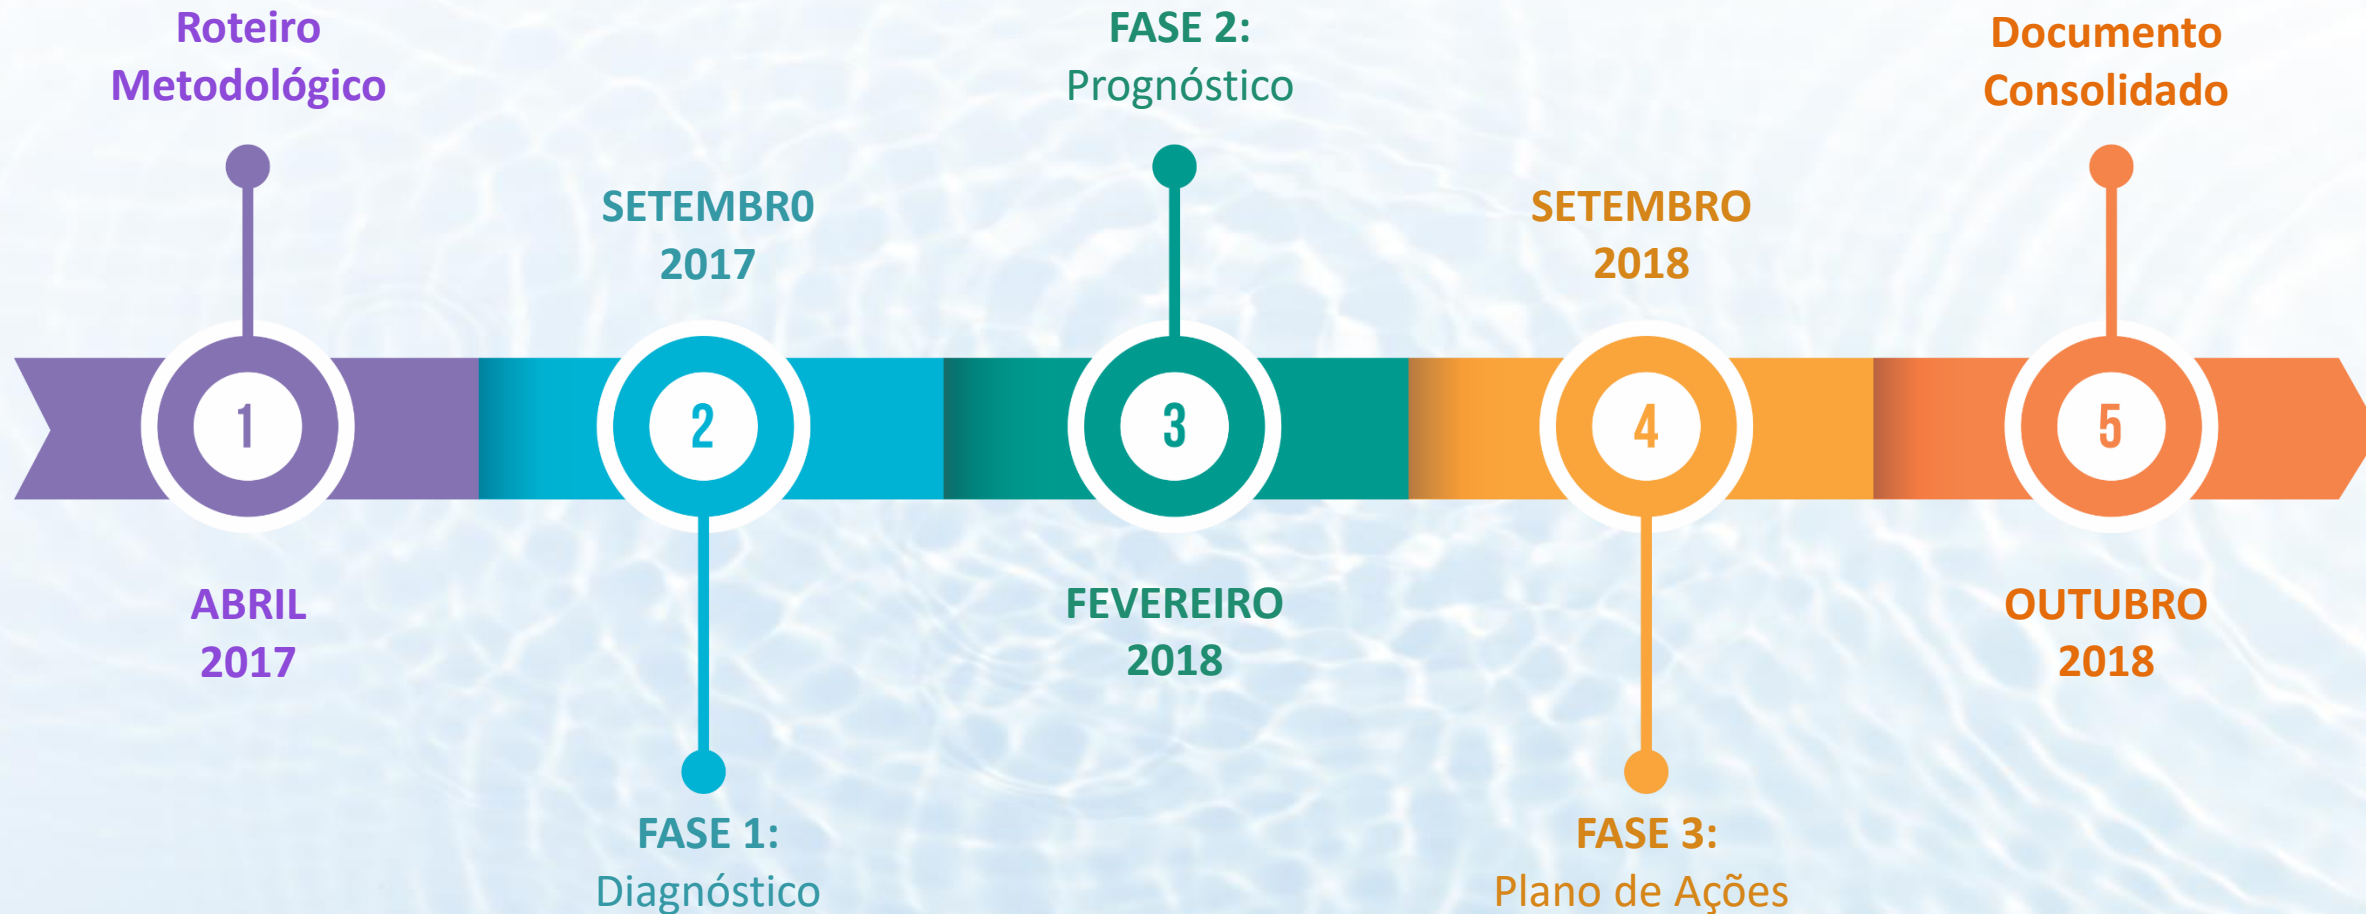 Roteiro
Metodológico
1
ABRIL
2017
SETEMBR0
2017
2
FASE 1:
Diagnóstico
FASE 2:
Prognóstico
3
FEVEREIRO
2018
SETEMBRO
2018
4
FASE 3:
Plano de Ações
Documento
Consolidado
5
OUTUBRO
2018